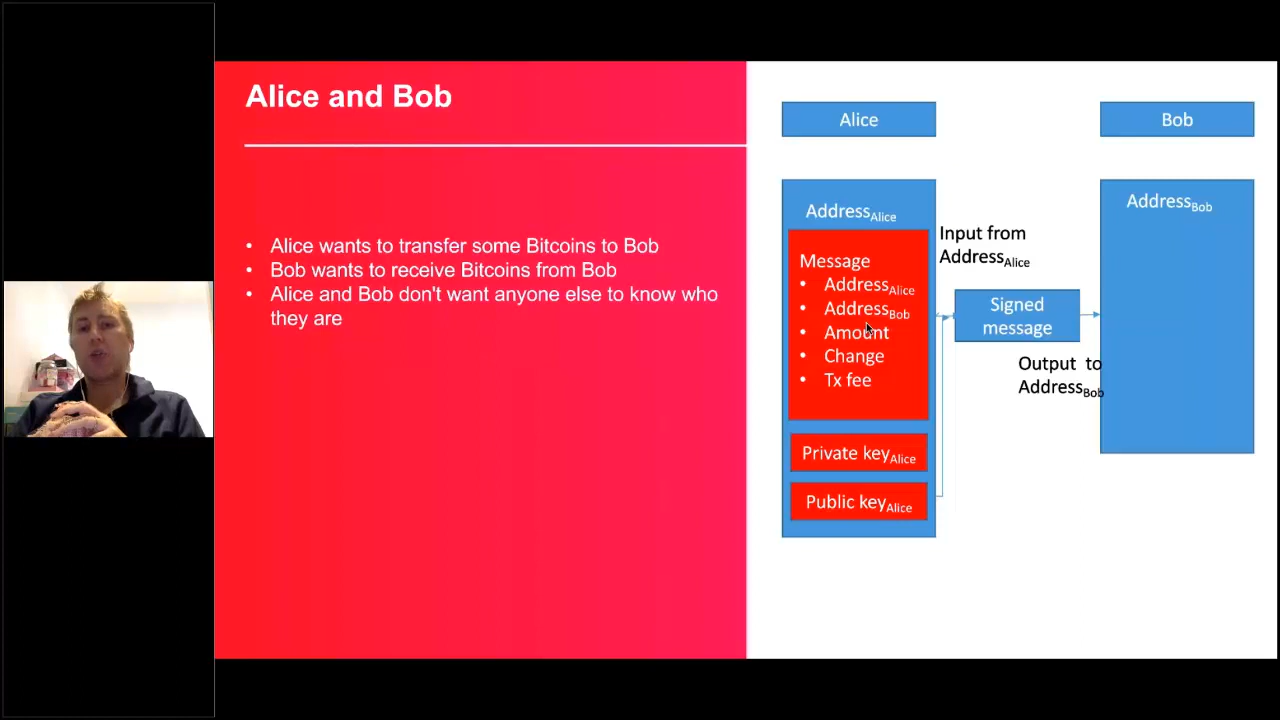 Alice and Bob
• Alice wants to transfer some Bitcoins to Bob
• Bob wants to receive Bitcoins from Bob
• Alice and Bob don't want anyone else to know who
they are
Alice
Bob
AddressAlice
Message
• AddressAlice
• AddressBob
• Amount
• Change
• Tx fee
Private keyAlice
Public keyAlice
Input from
AddressAlice
Signed
message
Output to
AddressBob
AddressBob